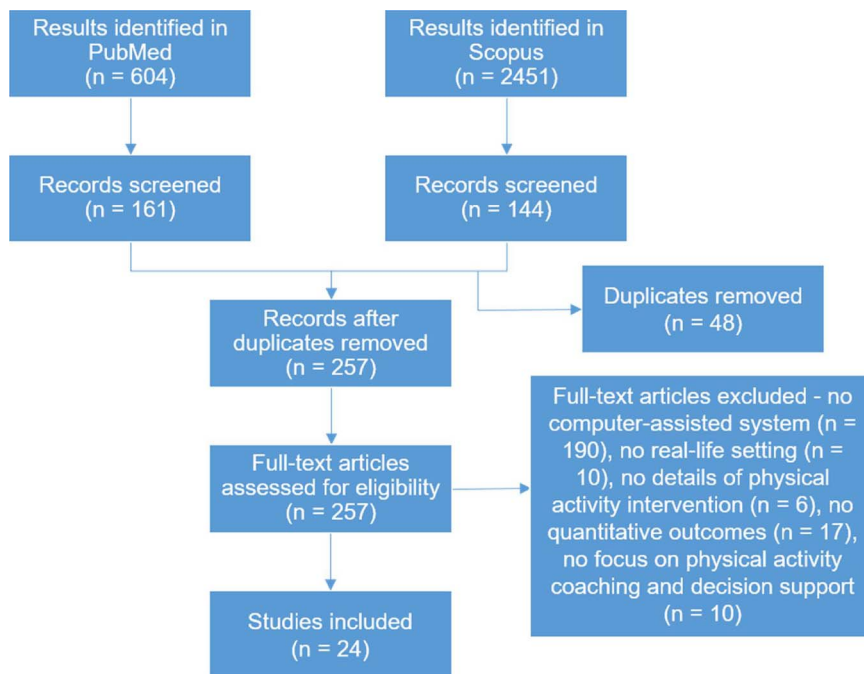 Results identified in
PubMed
(n = 604)
Results identified in
Scopus
(n = 2451)
Records screened
(n = 161)
Records screened
(n = 144)
Duplicates removed
(n = 48)
Records after
duplicates removed
(n = 257)
Full-text articles
assessed for eligibility
(n = 257)
Full-text articles excluded - no
computer-assisted system (n =
190), no real-life setting (n =
10), no details of physical
activity intervention (n = 6), no
quantitative outcomes (n = 17),
no focus on physical activity
coaching and decision support
(n = 10)
Studies included
(n = 24)